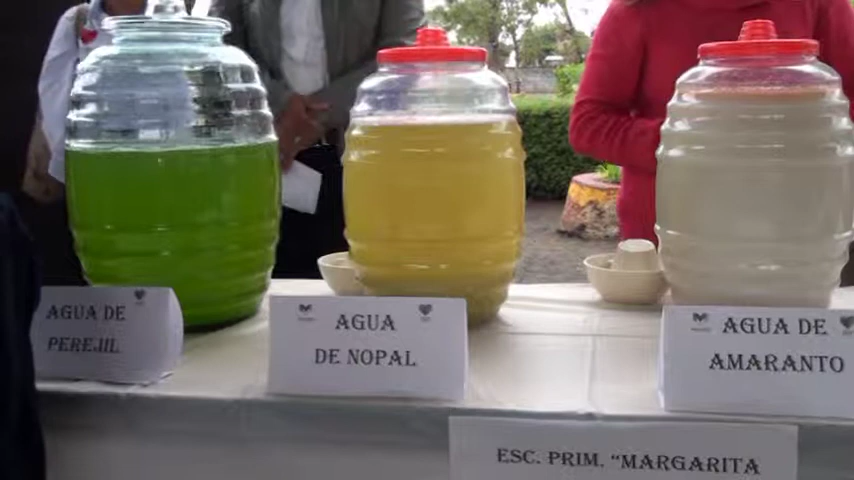 AGUA DE
PEREJIL
AGUA
DE NOPAL
AGUA DE
AMARANTO
ESC. PRIM. “MARGARITA